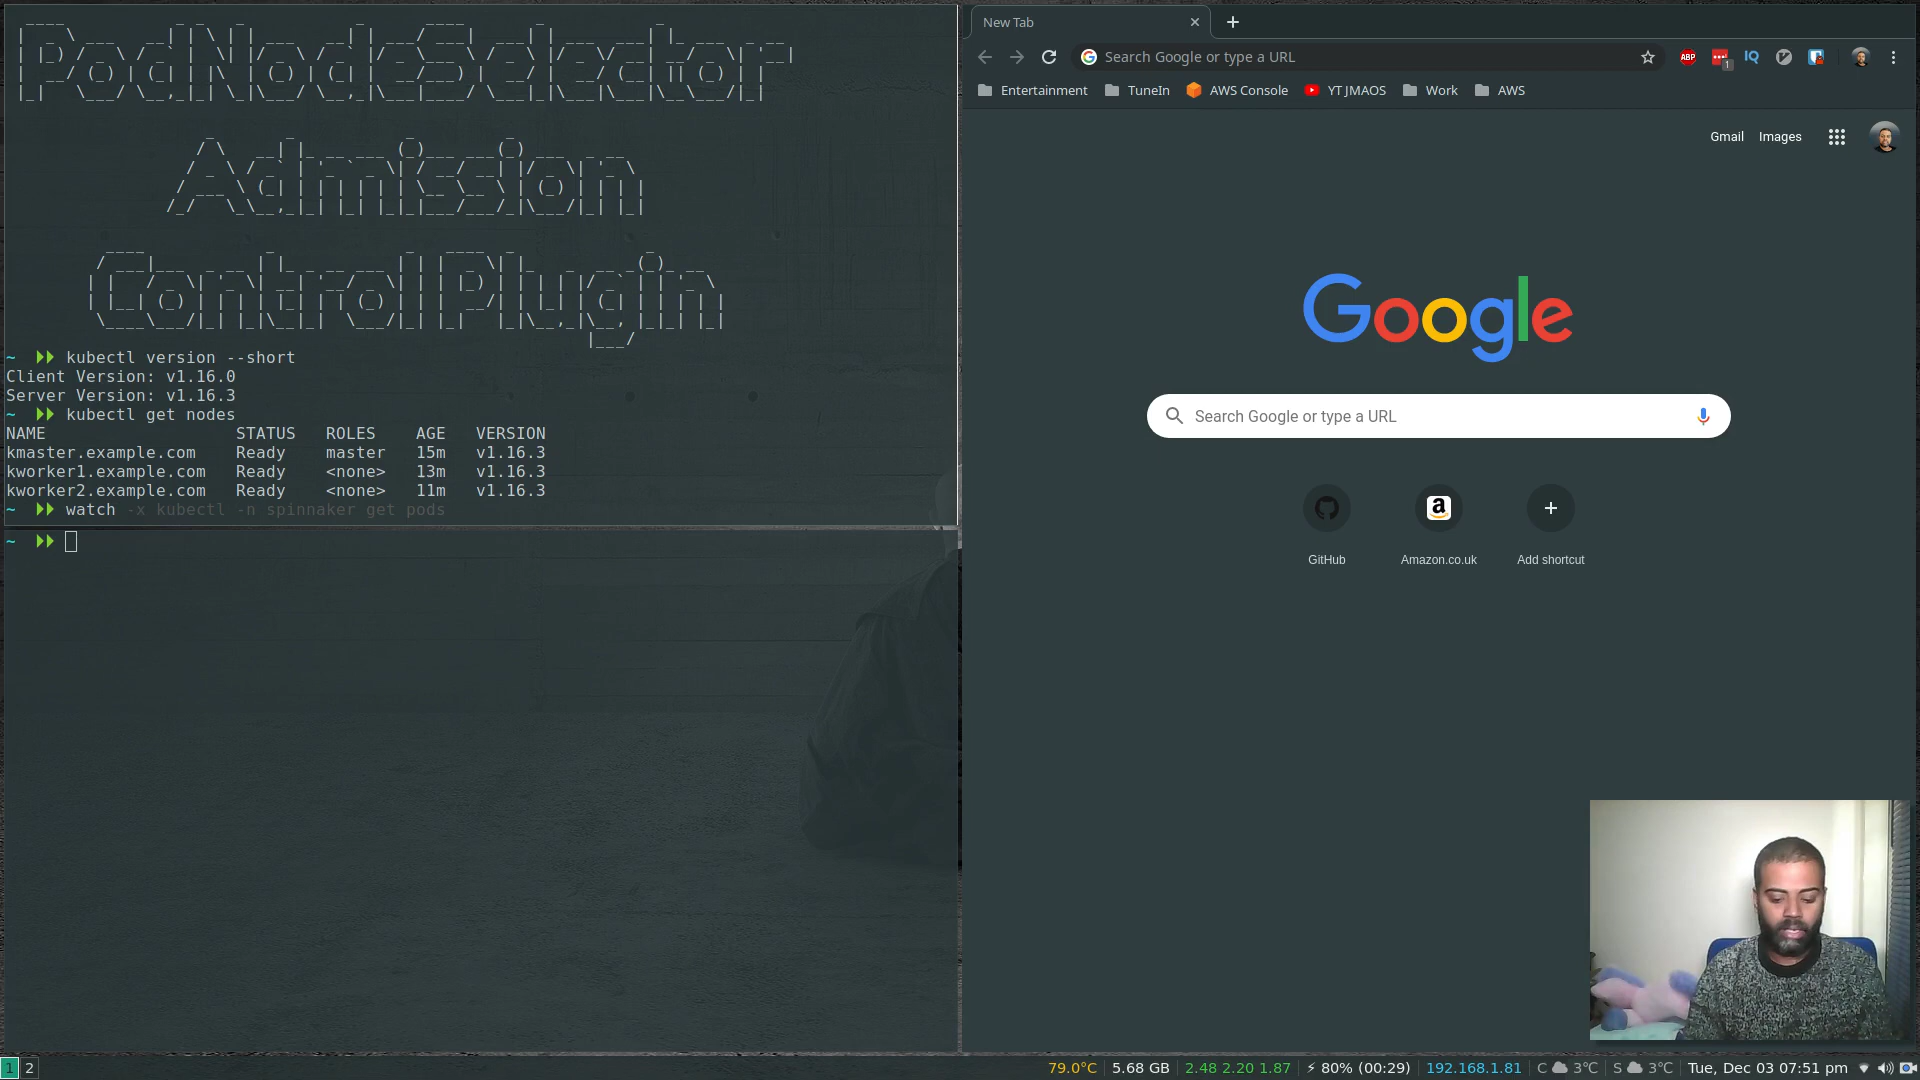 PodNodeSelector
Admission
Control Plugin
~ kubectl version --short
Client Version: v1.16.0
Server Version: v1.16.3
~ kubectl get nodes
NAME STATUS ROLES AGE VERSION
kmaster.example.com Ready master 15m v1.16.3
kworker1.example.com Ready <none> 13m v1.16.3
kworker2.example.com Ready <none> 11m v1.16.3
~ watch -x kubectl -n spinnaker get pods
~
New Tab
Search Google or type a URL
ABP
1
IQ
Entertainment TuneIn AWS Console YT JMAOS Work AWS
Gmail Images
Google
Search Google or type a URL
a
GitHub Amazon.co.uk Add shortcut
1 2 79.0°C 5.68 GB 2.48 2.20 1.87 ⚡ 80% (00:29) 192.168.1.81 C 3°C S 3°C Tue, Dec 03 07:51 pm